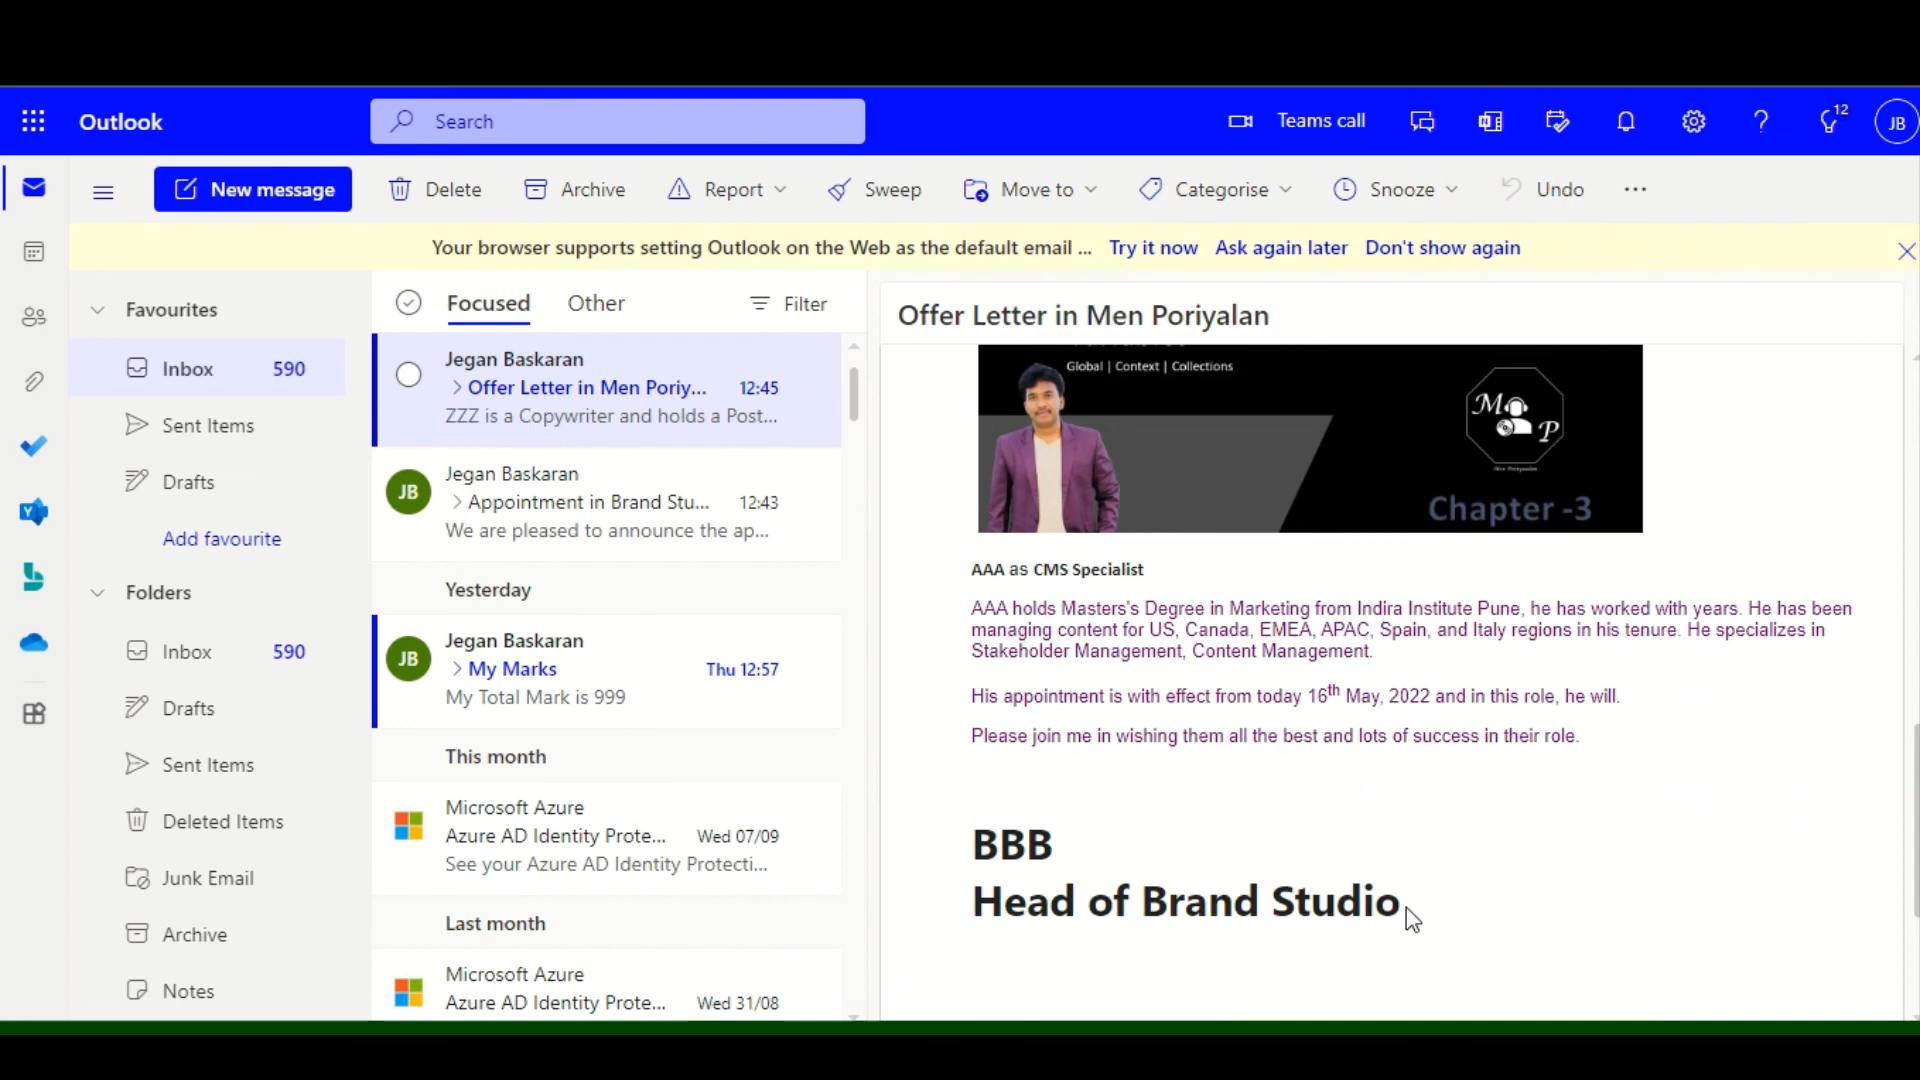 Outlook
Search
Teams call
12
JB
New message
Delete
Archive
Report
Sweep
Move to
Categorise
Snooze
Undo
Your browser supports setting Outlook on the Web as the default email ... Try it now Ask again later Don't show again
Favourites
Inbox 590
Sent Items
Drafts
Add favourite
Folders
Inbox 590
Drafts
Sent Items
Deleted Items
Junk Email
Archive
Notes
Focused Other Filter
Jegan Baskaran
Offer Letter in Men Poriy... 12:45
ZZZ is a Copywriter and holds a Post...
JB
Jegan Baskaran
Appointment in Brand Stu... 12:43
We are pleased to announce the ap...
Yesterday
JB
Jegan Baskaran
My Marks Thu 12:57
My Total Mark is 999
This month
Microsoft Azure
Azure AD Identity Prote... Wed 07/09
See your Azure AD Identity Protecti...
Last month
Microsoft Azure
Azure AD Identity Prote... Wed 31/08
Offer Letter in Men Poriyalan
Global | Context | Collections
M P
Men Poriyaalan
Chapter -3
AAA as CMS Specialist
AAA holds Masters's Degree in Marketing from Indira Institute Pune, he has worked with years. He has been
managing content for US, Canada, EMEA, APAC, Spain, and Italy regions in his tenure. He specializes in
Stakeholder Management, Content Management.
His appointment is with effect from today 16th May, 2022 and in this role, he will.
Please join me in wishing them all the best and lots of success in their role.
BBB
Head of Brand Studio